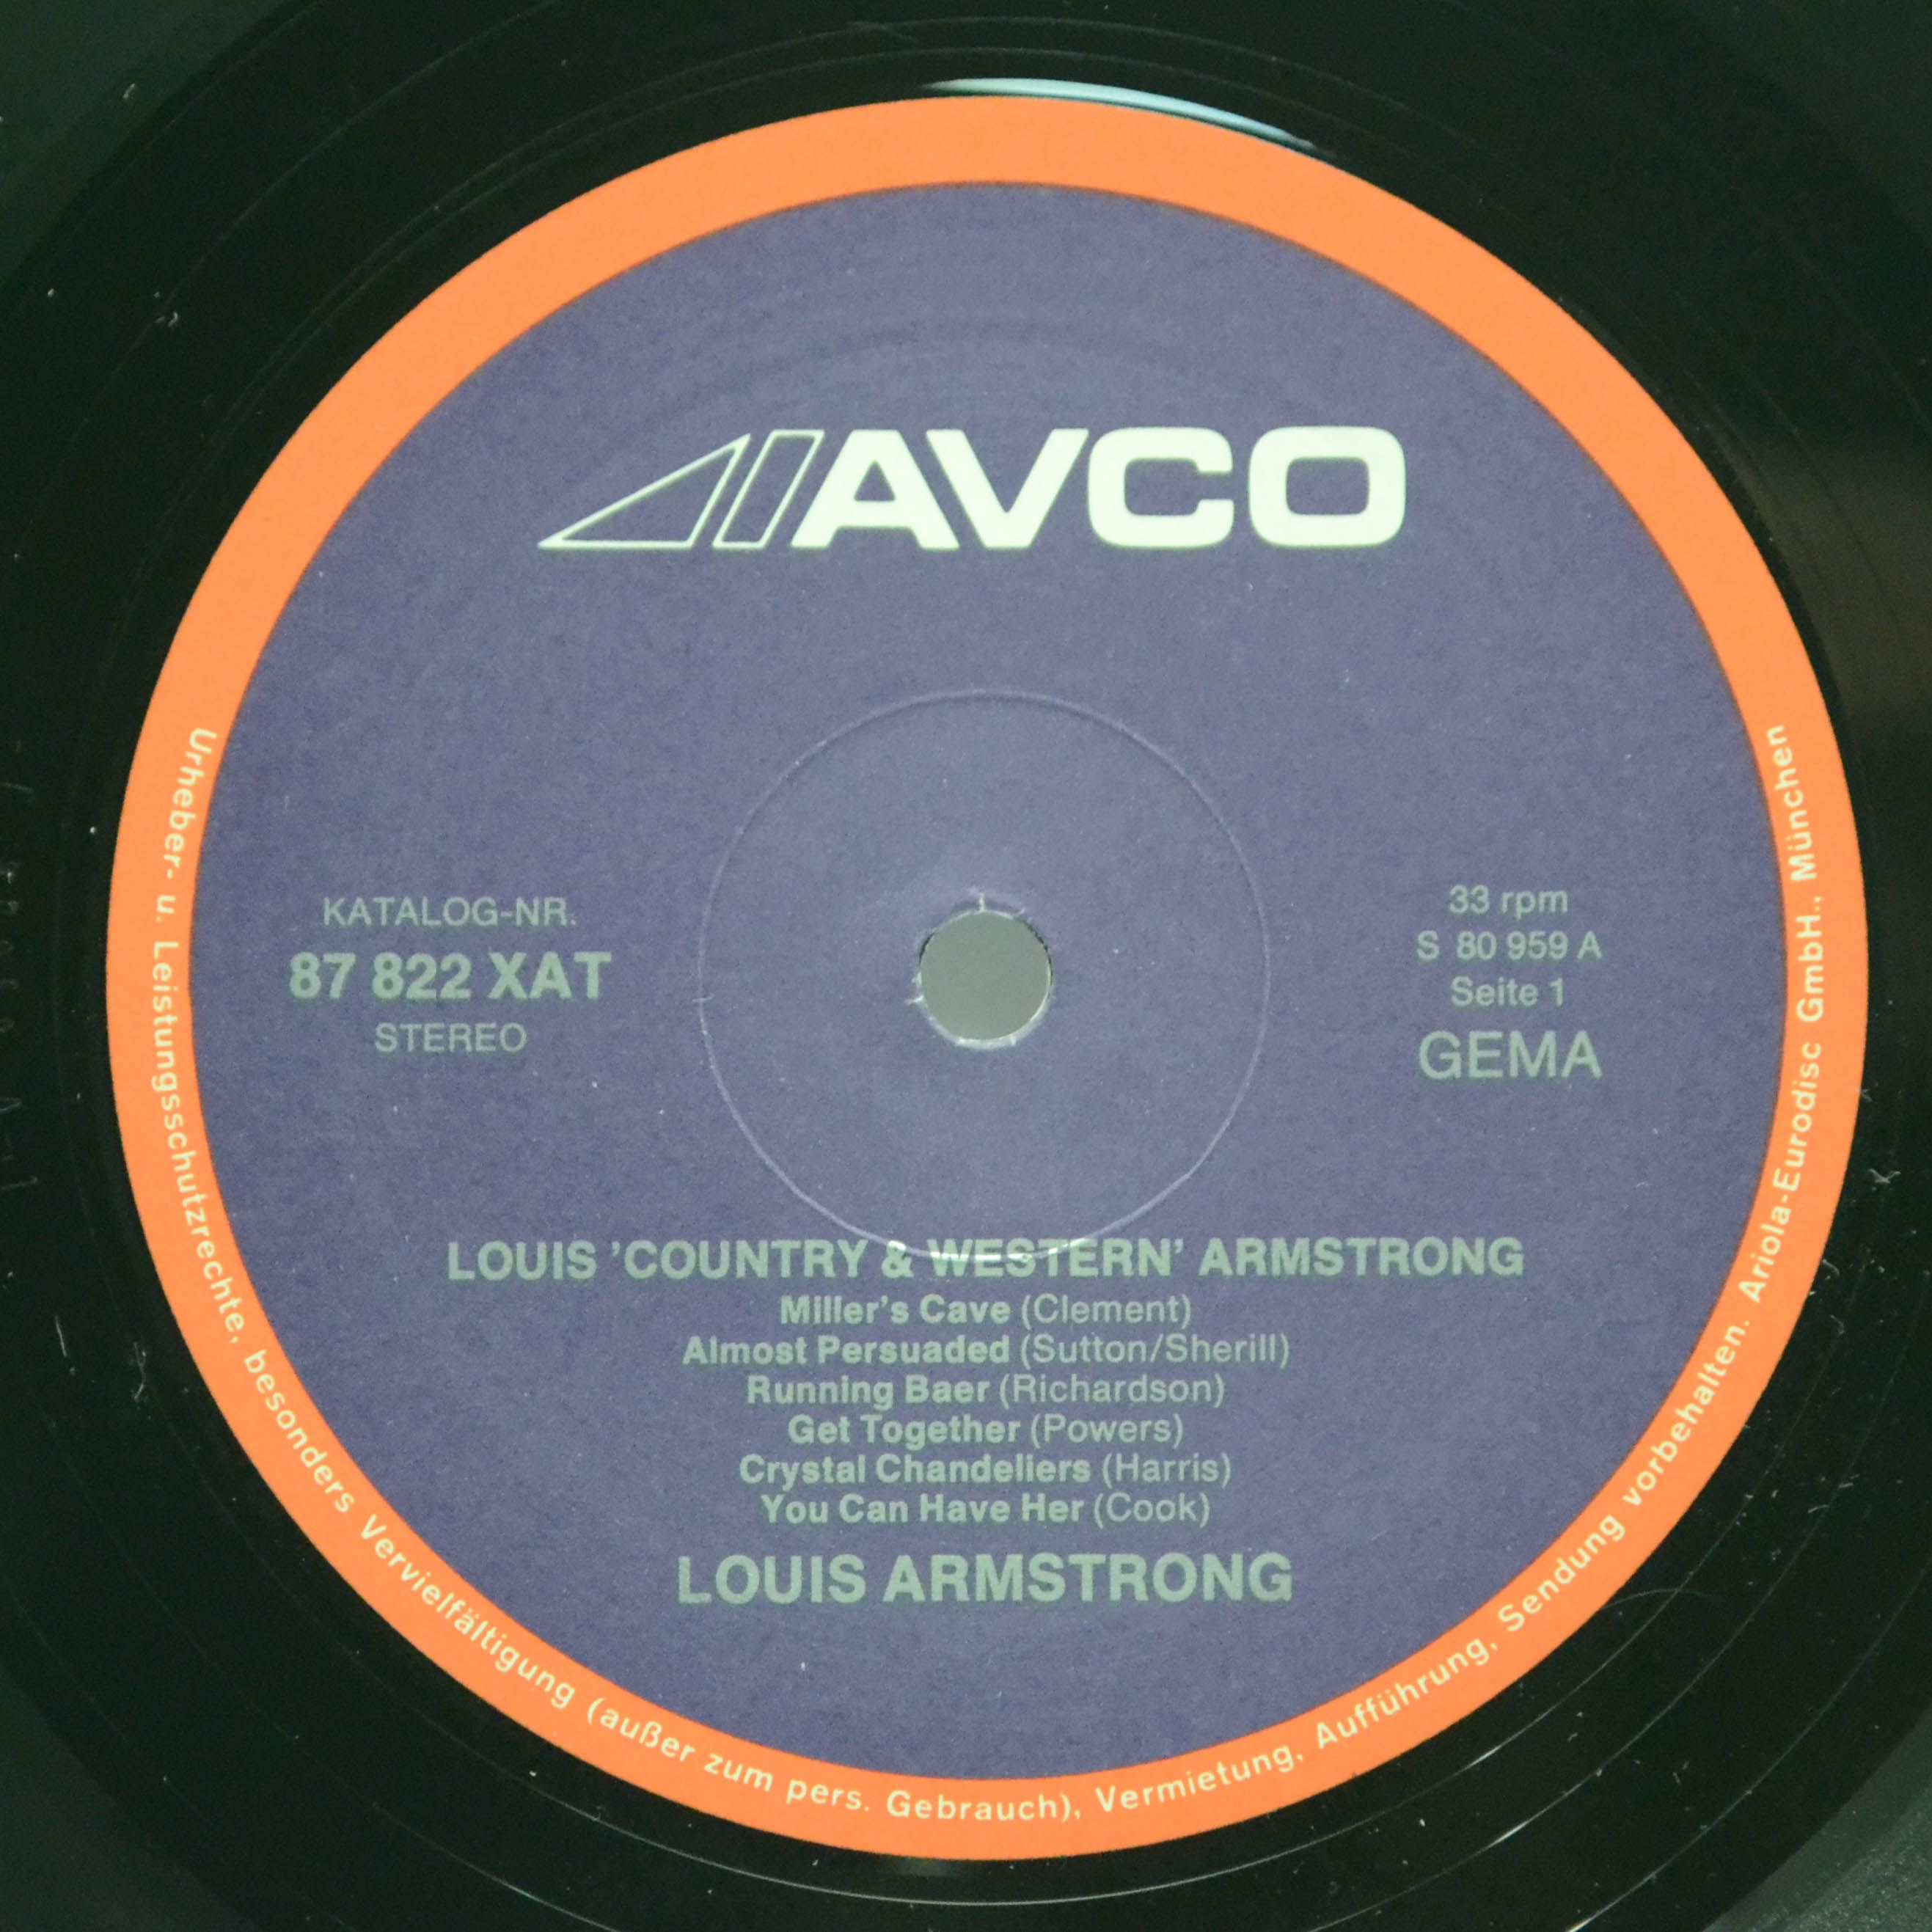 AVCO
KATALOG-NR.
87 822 XAT
STEREO
33 rpm
S 80 959 A
Seite 1
GEMA
LOUIS 'COUNTRY & WESTERN' ARMSTRONG
Miller's Cave (Clement)
Almost Persuaded (Sutton/Sherill)
Running Baer (Richardson)
Get Together (Powers)
Crystal Chandeliers (Harris)
You Can Have Her (Cook)
LOUIS ARMSTRONG
Urheber- u. Leistungsschutzrechte, besonders Vervielfältigung (außer zum pers. Gebrauch), Vermietung, Aufführung, Sendung vorbehalten. Ariola-Eurodisc GmbH., München